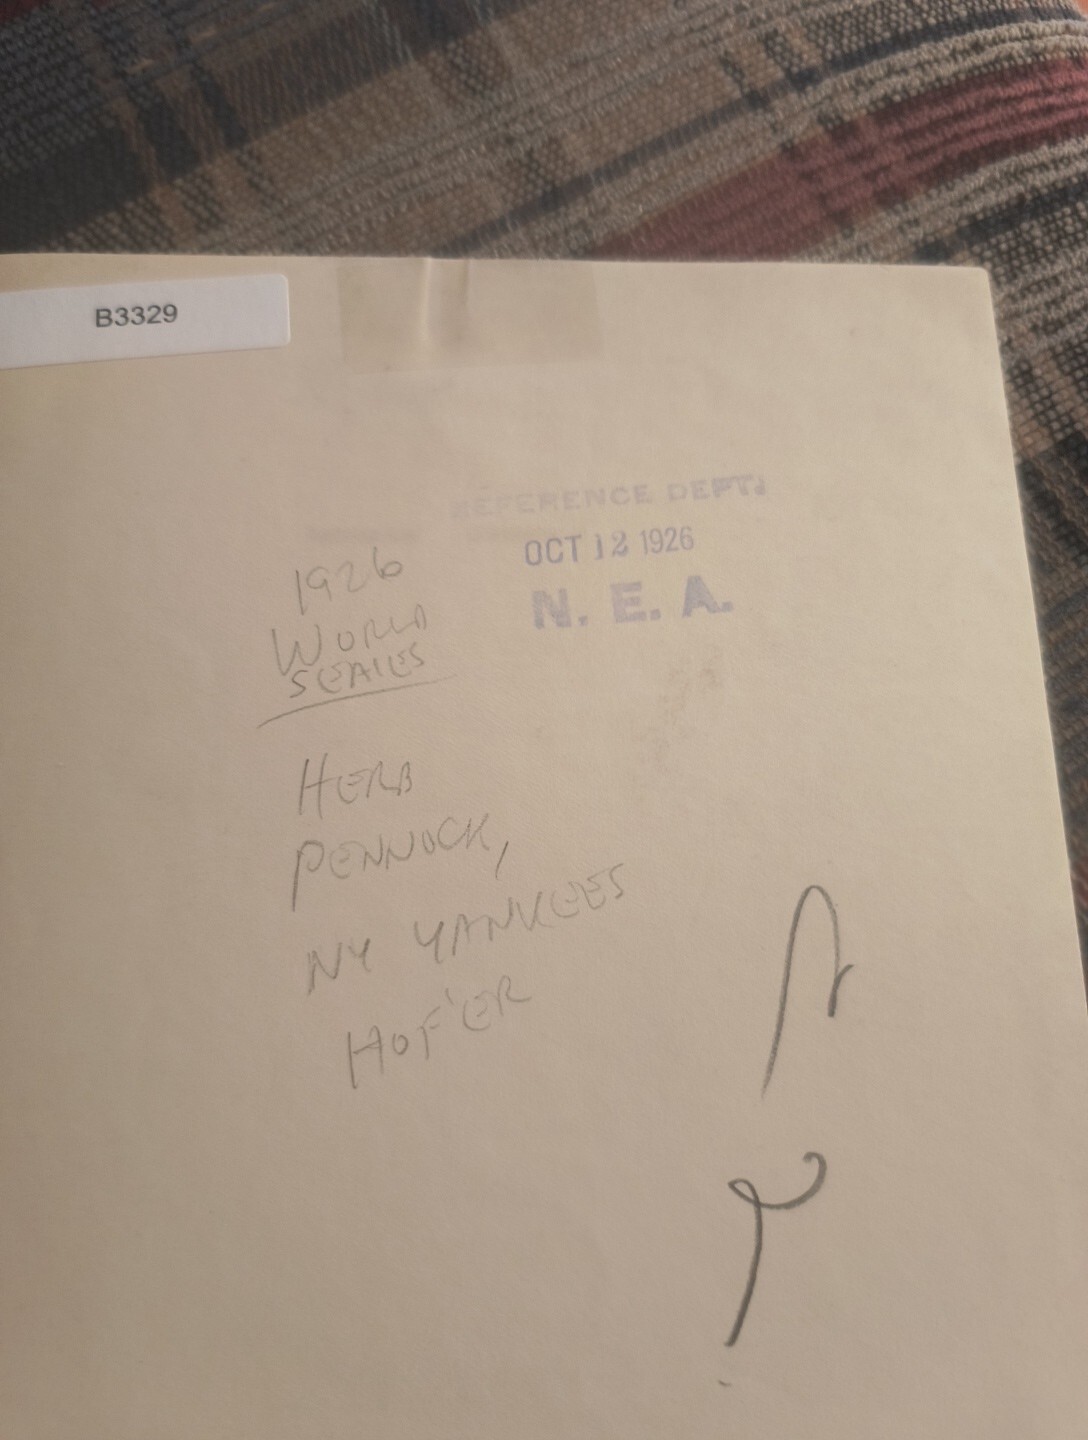 B3329
REFERENCE DEPT.
OCT 12 1926
N. E. A.
1926
WORLD
SERIES
HERB
PENNOCK,
NY YANKEES
HOF'ER